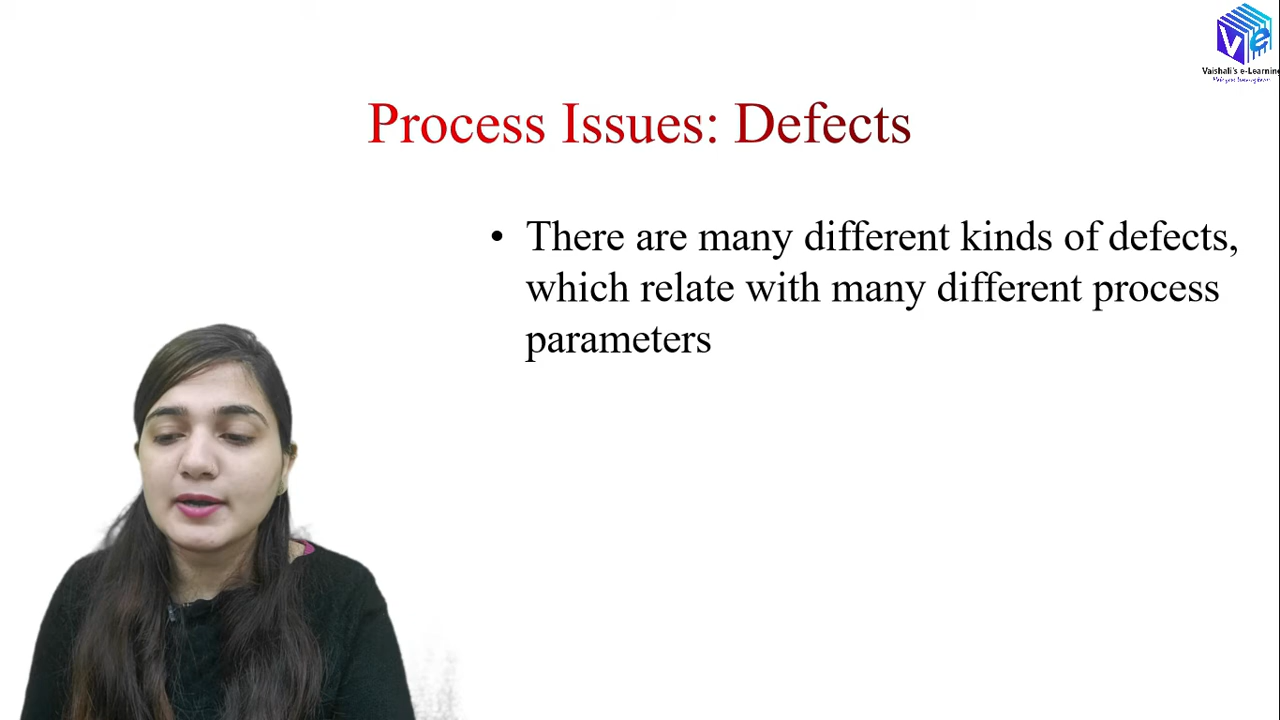 Ve
Vaishali's e-Learning
Process Issues: Defects
• There are many different kinds of defects,
which relate with many different process
parameters